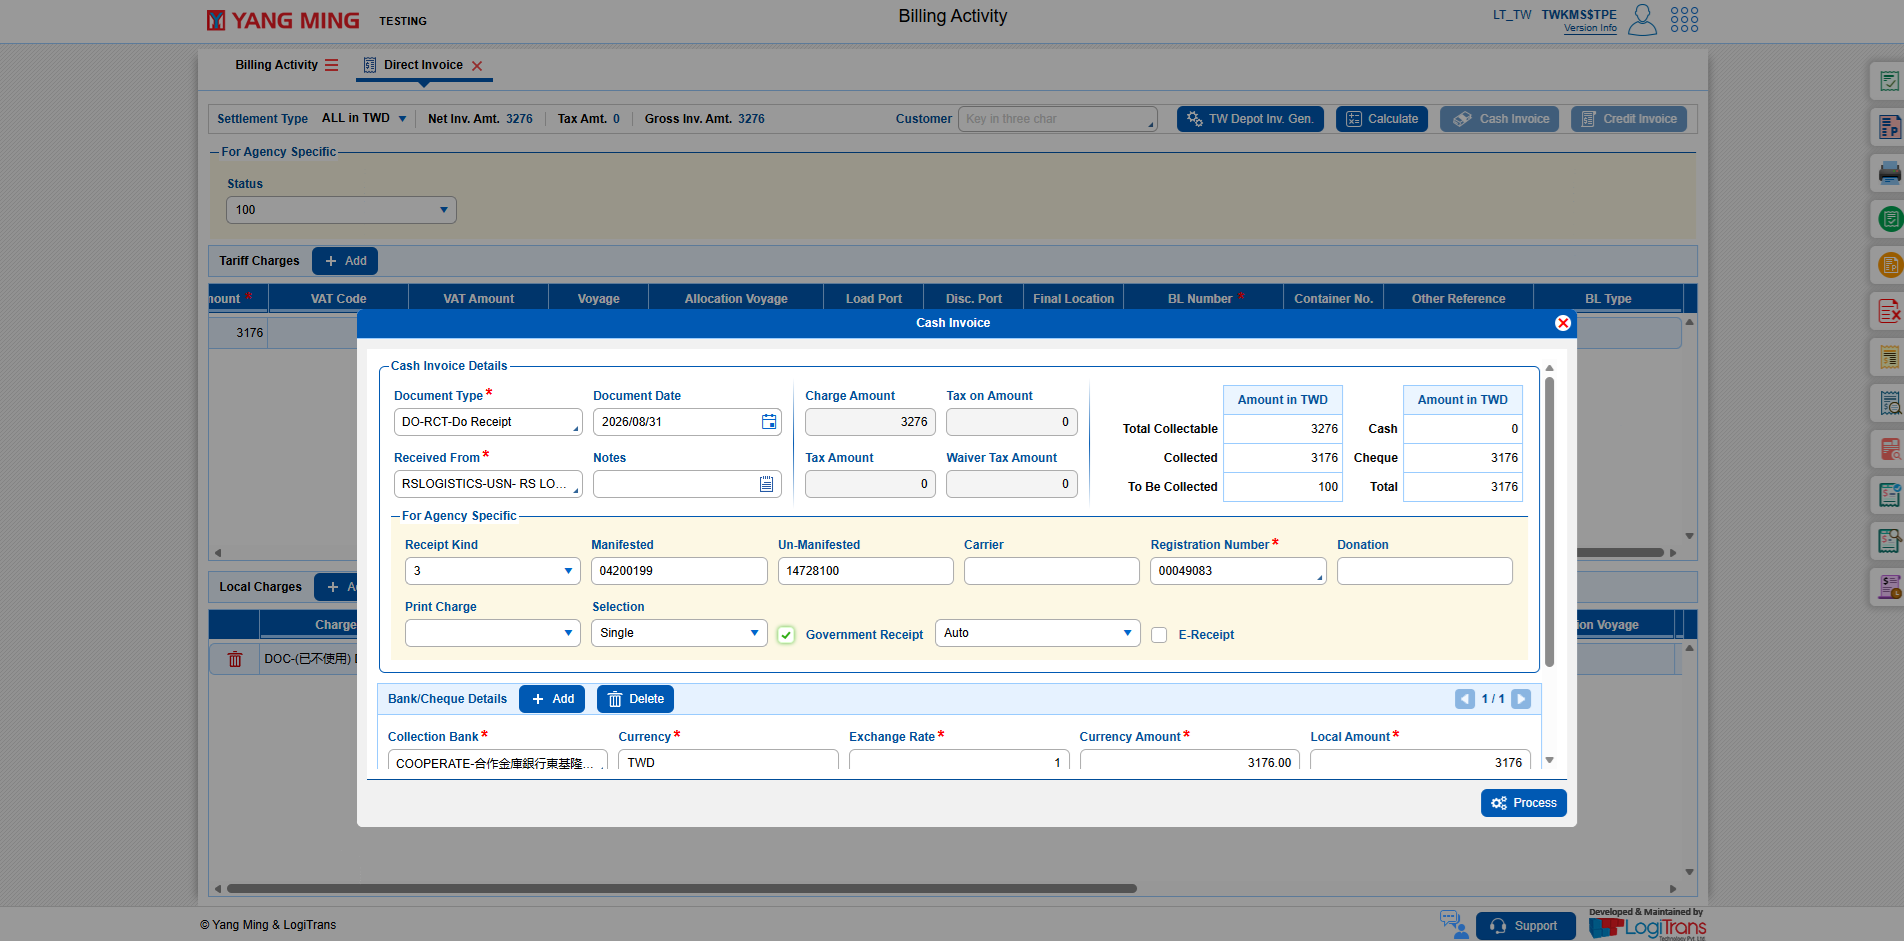 YANG MING TESTING
Billing Activity
LT_TW TWKMS$TPE
Version Info
Billing Activity
Direct Invoice
Settlement Type ALL in TWD Net Inv. Amt. 3276 Tax Amt. 0 Gross Inv. Amt. 3276 Customer Key in three char TW Depot Inv. Gen. Calculate Cash Invoice Credit Invoice
For Agency Specific
Status
100
Tariff Charges + Add
mount * VAT Code VAT Amount Voyage Allocation Voyage Load Port Disc. Port Final Location BL Number * Container No. Other Reference BL Type
3176
Cash Invoice
Cash Invoice Details
Document Type* Document Date Charge Amount Tax on Amount Amount in TWD Amount in TWD
DO-RCT-Do Receipt 2026/08/31 3276 0
Total Collectable 3276 Cash 0
Received From* Notes Tax Amount Waiver Tax Amount Collected 3176 Cheque 3176
RSLOGISTICS-USN- RS LO... 0 0 To Be Collected 100 Total 3176
For Agency Specific
Receipt Kind Manifested Un-Manifested Carrier Registration Number* Donation
3 04200199 14728100 00049083
Print Charge Selection
Single Government Receipt Auto E-Receipt
Local Charges + A
Charge ion Voyage
DOC-(已不使用)
Bank/Cheque Details + Add Delete 1 / 1
Collection Bank* Currency* Exchange Rate* Currency Amount* Local Amount*
COOPERATE-合作金庫銀行東基隆... TWD 1 3176.00 3176
Process
© Yang Ming & LogiTrans
Support
Developed & Maintained by
LogiTrans